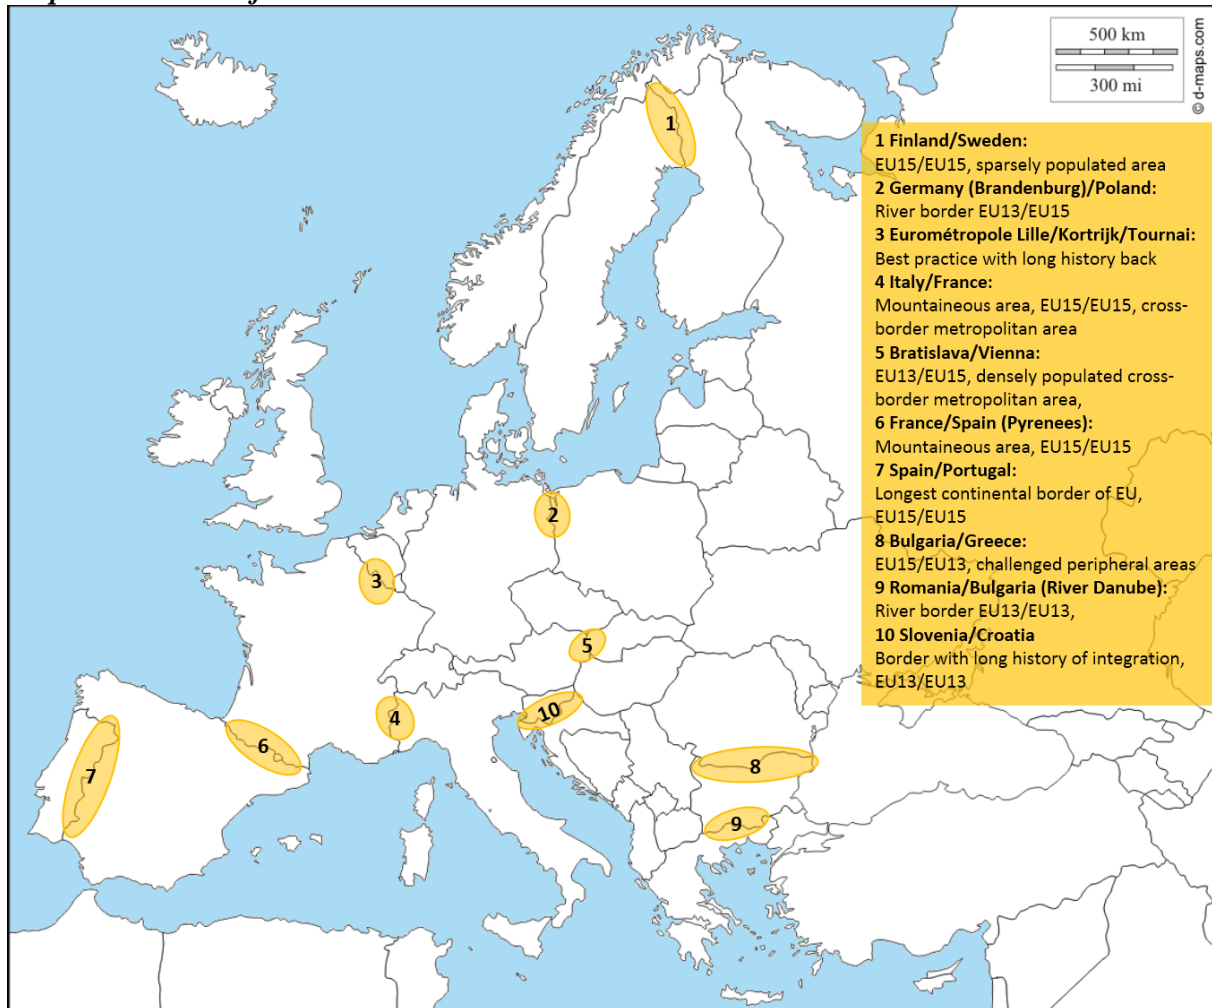 500 km
300 mi
© d-maps.com
1 Finland/Sweden:
EU15/EU15, sparsely populated area
2 Germany (Brandenburg)/Poland:
River border EU13/EU15
3 Eurométropole Lille/Kortrijk/Tournai:
Best practice with long history back
4 Italy/France:
Mountaineous area, EU15/EU15, cross-
border metropolitan area
5 Bratislava/Vienna:
EU13/EU15, densely populated cross-
border metropolitan area,
6 France/Spain (Pyrenees):
Mountaineous area, EU15/EU15
7 Spain/Portugal:
Longest continental border of EU,
EU15/EU15
8 Bulgaria/Greece:
EU15/EU13, challenged peripheral areas
9 Romania/Bulgaria (River Danube):
River border EU13/EU13,
10 Slovenia/Croatia
Border with long history of integration,
EU13/EU13
1
2
3
5
4
10
6
7
8
9